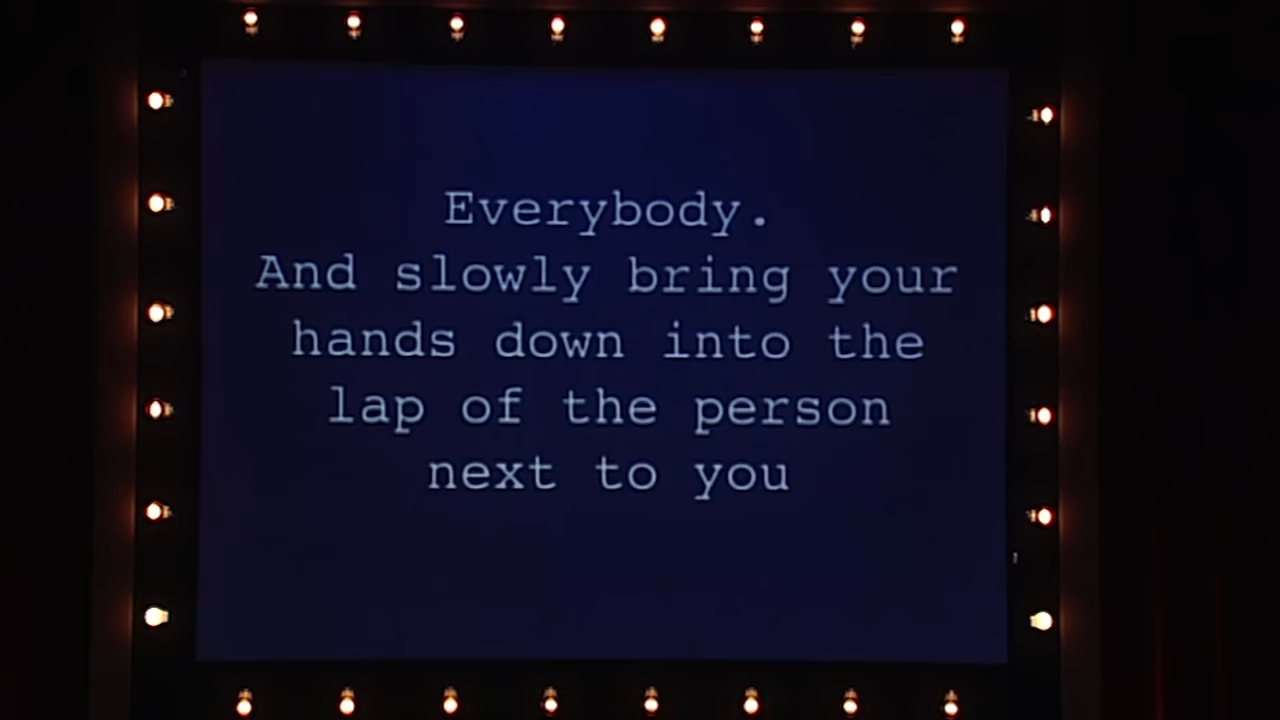 Everybody.
And slowly bring your
hands down into the
lap of the person
next to you